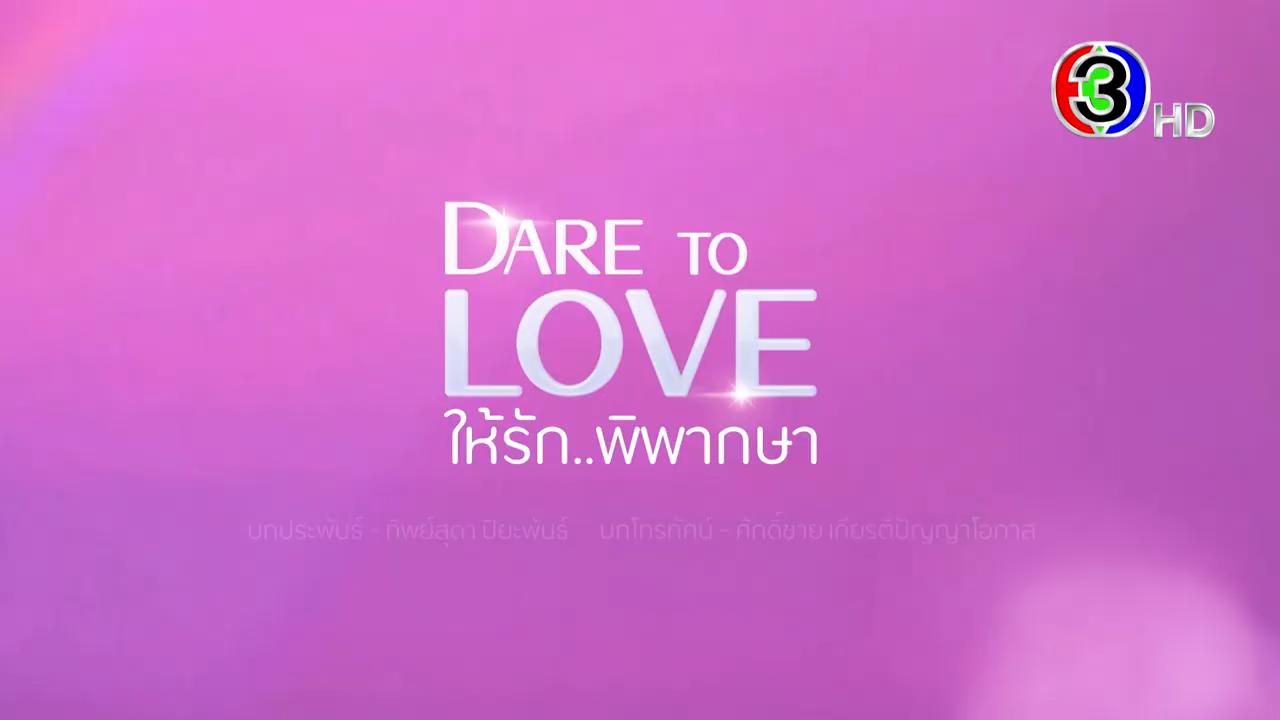 3 HD
DARE TO
LOVE
ให้รัก..พิพากษา
บทประพันธ์ - ทิพย์สุดา ปิยะพันธ์ บทโทรทัศน์ - ศักดิ์ชาย เกียรติปัญญาโอภาส